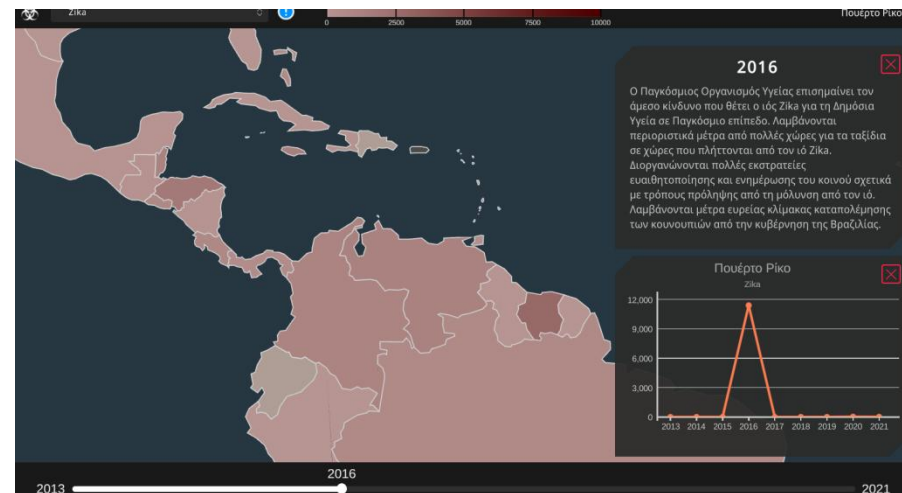 Zika
0 2500 5000 7500 10000
Πουέρτο Ρίκο
2016
Ο Παγκόσμιος Οργανισμός Υγείας επισημαίνει τον
άμεσο κίνδυνο που θέτει ο ιός Zika για τη Δημόσια
Υγεία σε Παγκόσμιο επίπεδο. Λαμβάνονται
περιοριστικά μέτρα από πολλές χώρες για τα ταξίδια
σε χώρες που πλήττονται από τον ιό Zika.
Διοργανώνονται πολλές εκστρατείες
ευαιθητοποίησης και ενημέρωσης του κοινού σχετικά
με τρόπους πρόληψης από τη μόλυνση από τον ιό.
Λαμβάνονται μέτρα ευρείας κλίμακας καταπολέμησης
των κουνουπιών από την κυβέρνηση της Βραζιλίας.
Πουέρτο Ρίκο
Zika
12,000
9,000
6,000
3,000
0
2013 2014 2015 2016 2017 2018 2019 2020 2021
2016
2013 2021